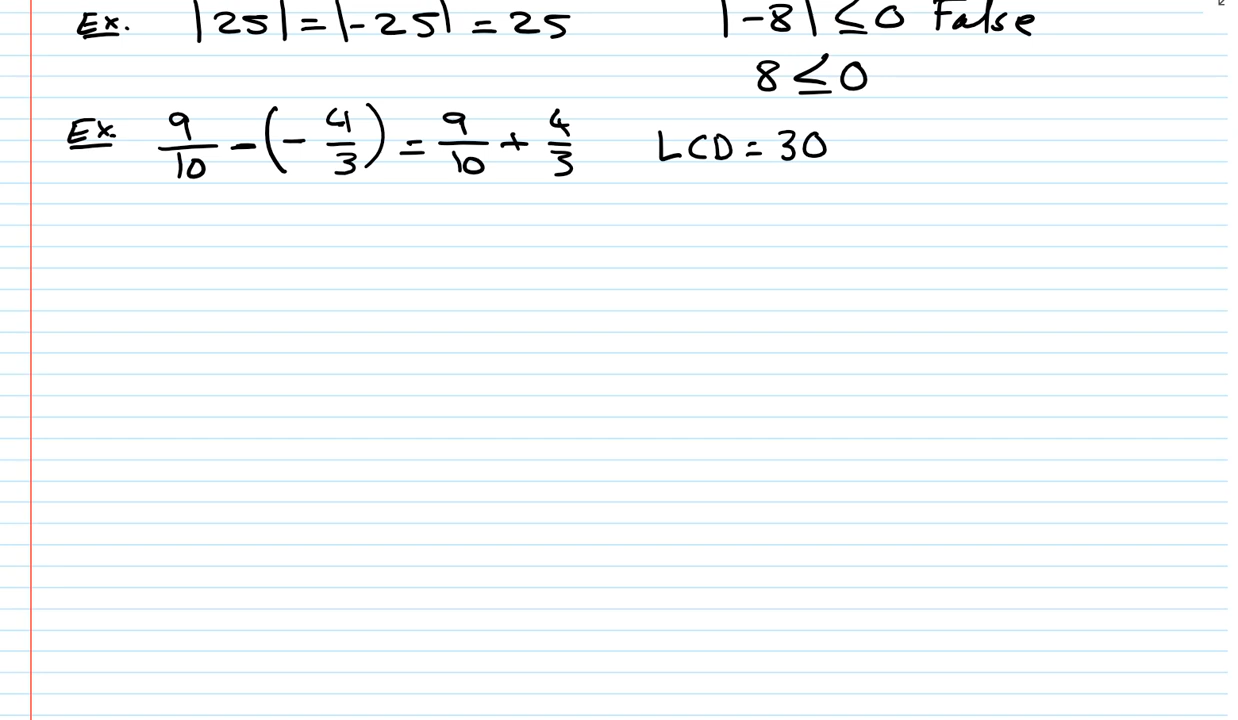 Ex. |25| = |-25| = 25 |-8| ≤ 0 False
8 ≤ 0
Ex. 9/10 - (- 4/3) = 9/10 + 4/3 LCD = 30